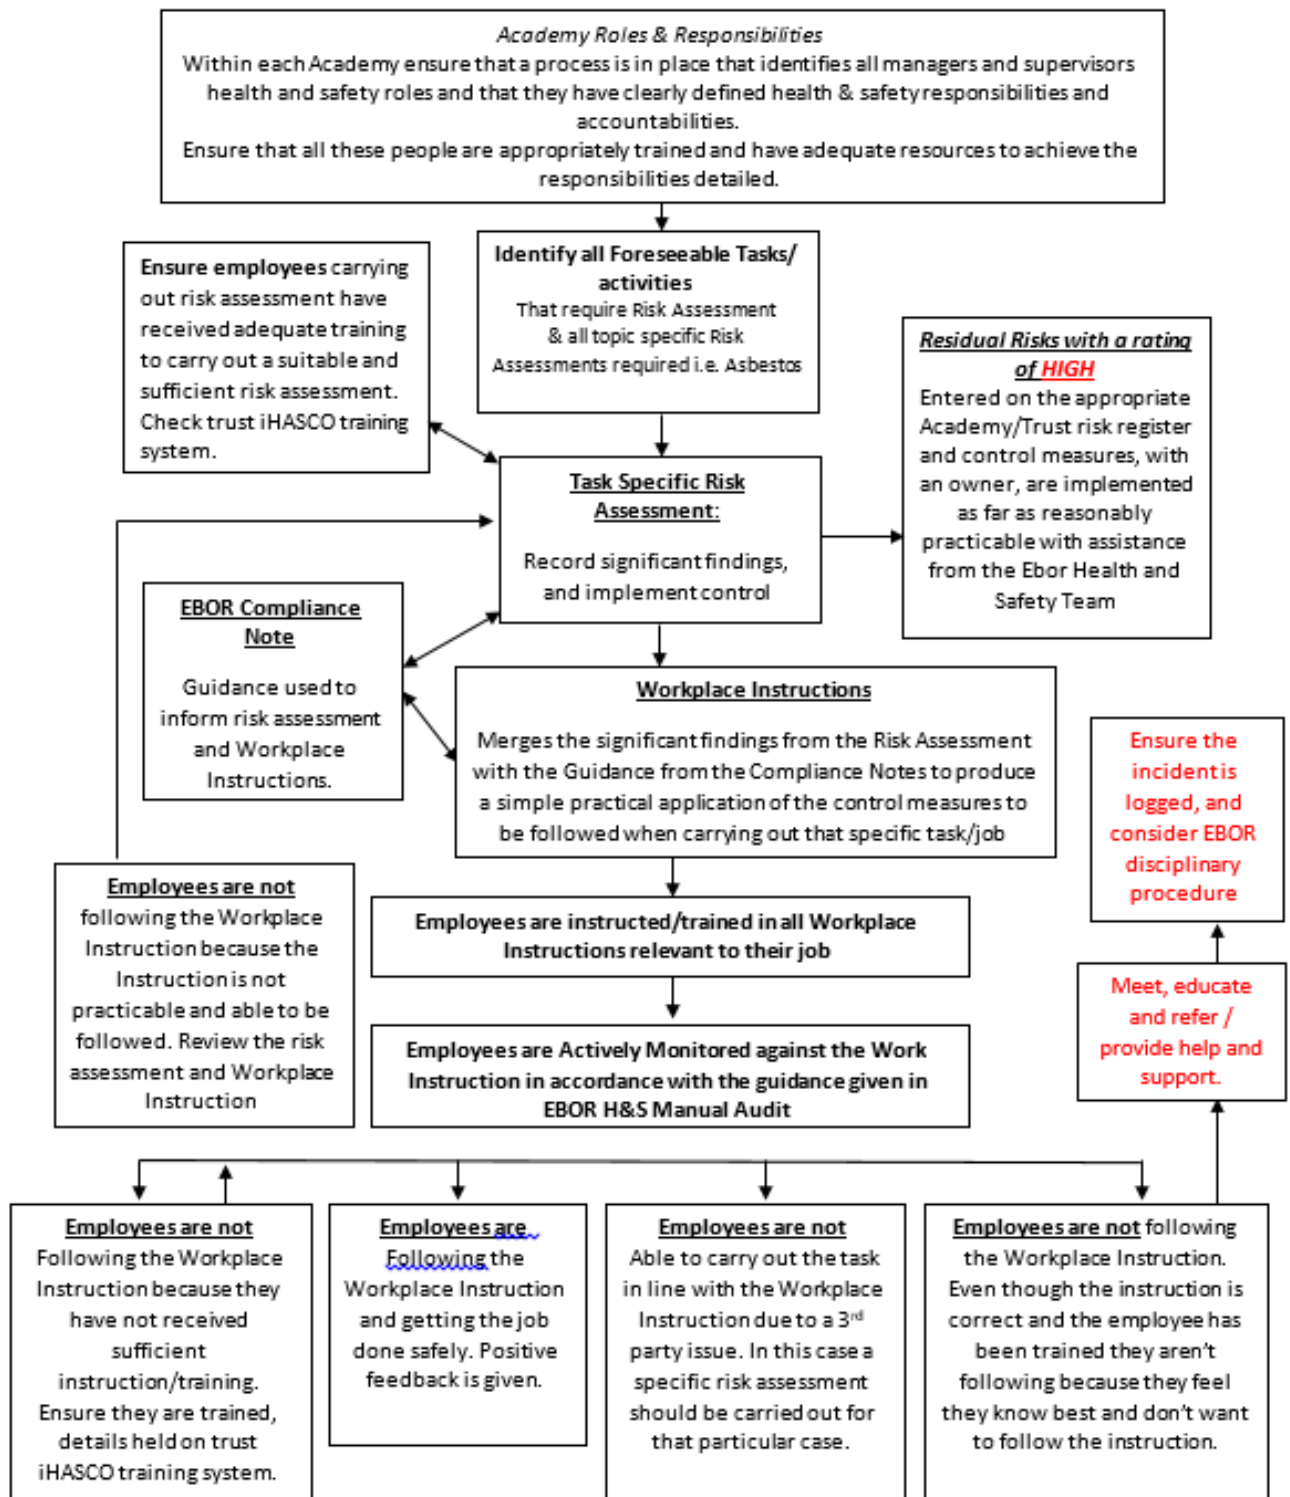 Academy Roles & Responsibilities
Within each Academy ensure that a process is in place that identifies all managers and supervisors
health and safety roles and that they have clearly defined health & safety responsibilities and
accountabilities.
Ensure that all these people are appropriately trained and have adequate resources to achieve the
responsibilities detailed.
Identify all Foreseeable Tasks/
activities
That require Risk Assessment
& all topic specific Risk
Assessments required i.e. Asbestos
Ensure employees carrying
out risk assessment have
received adequate training
to carry out a suitable and
sufficient risk assessment.
Check trust iHASCO training
system.
Residual Risks with a rating
of HIGH
Entered on the appropriate
Academy/Trust risk register
and control measures, with
an owner, are implemented
as far as reasonably
practicable with assistance
from the Ebor Health and
Safety Team
Task Specific Risk
Assessment:
Record significant findings,
and implement control
EBOR Compliance
Note
Guidance used to
inform risk assessment
and Workplace
Instructions.
Workplace Instructions
Merges the significant findings from the Risk Assessment
with the Guidance from the Compliance Notes to produce
a simple practical application of the control measures to
be followed when carrying out that specific task/job
Ensure the
incident is
logged, and
consider EBOR
disciplinary
procedure
Employees are not
following the Workplace
Instruction because the
Instruction is not
practicable and able to be
followed. Review the risk
assessment and Workplace
Instruction
Employees are instructed/trained in all Workplace
Instructions relevant to their job
Meet, educate
and refer /
provide help and
support.
Employees are Actively Monitored against the Work
Instruction in accordance with the guidance given in
EBOR H&S Manual Audit
Employees are not
Following the Workplace
Instruction because they
have not received
sufficient
instruction/training.
Ensure they are trained,
details held on trust
iHASCO training system.
Employees are
Following the
Workplace Instruction
and getting the job
done safely. Positive
feedback is given.
Employees are not
Able to carry out the task
in line with the Workplace
Instruction due to a 3rd
party issue. In this case a
specific risk assessment
should be carried out for
that particular case.
Employees are not following
the Workplace Instruction.
Even though the instruction is
correct and the employee has
been trained they aren't
following because they feel
they know best and don't want
to follow the instruction.